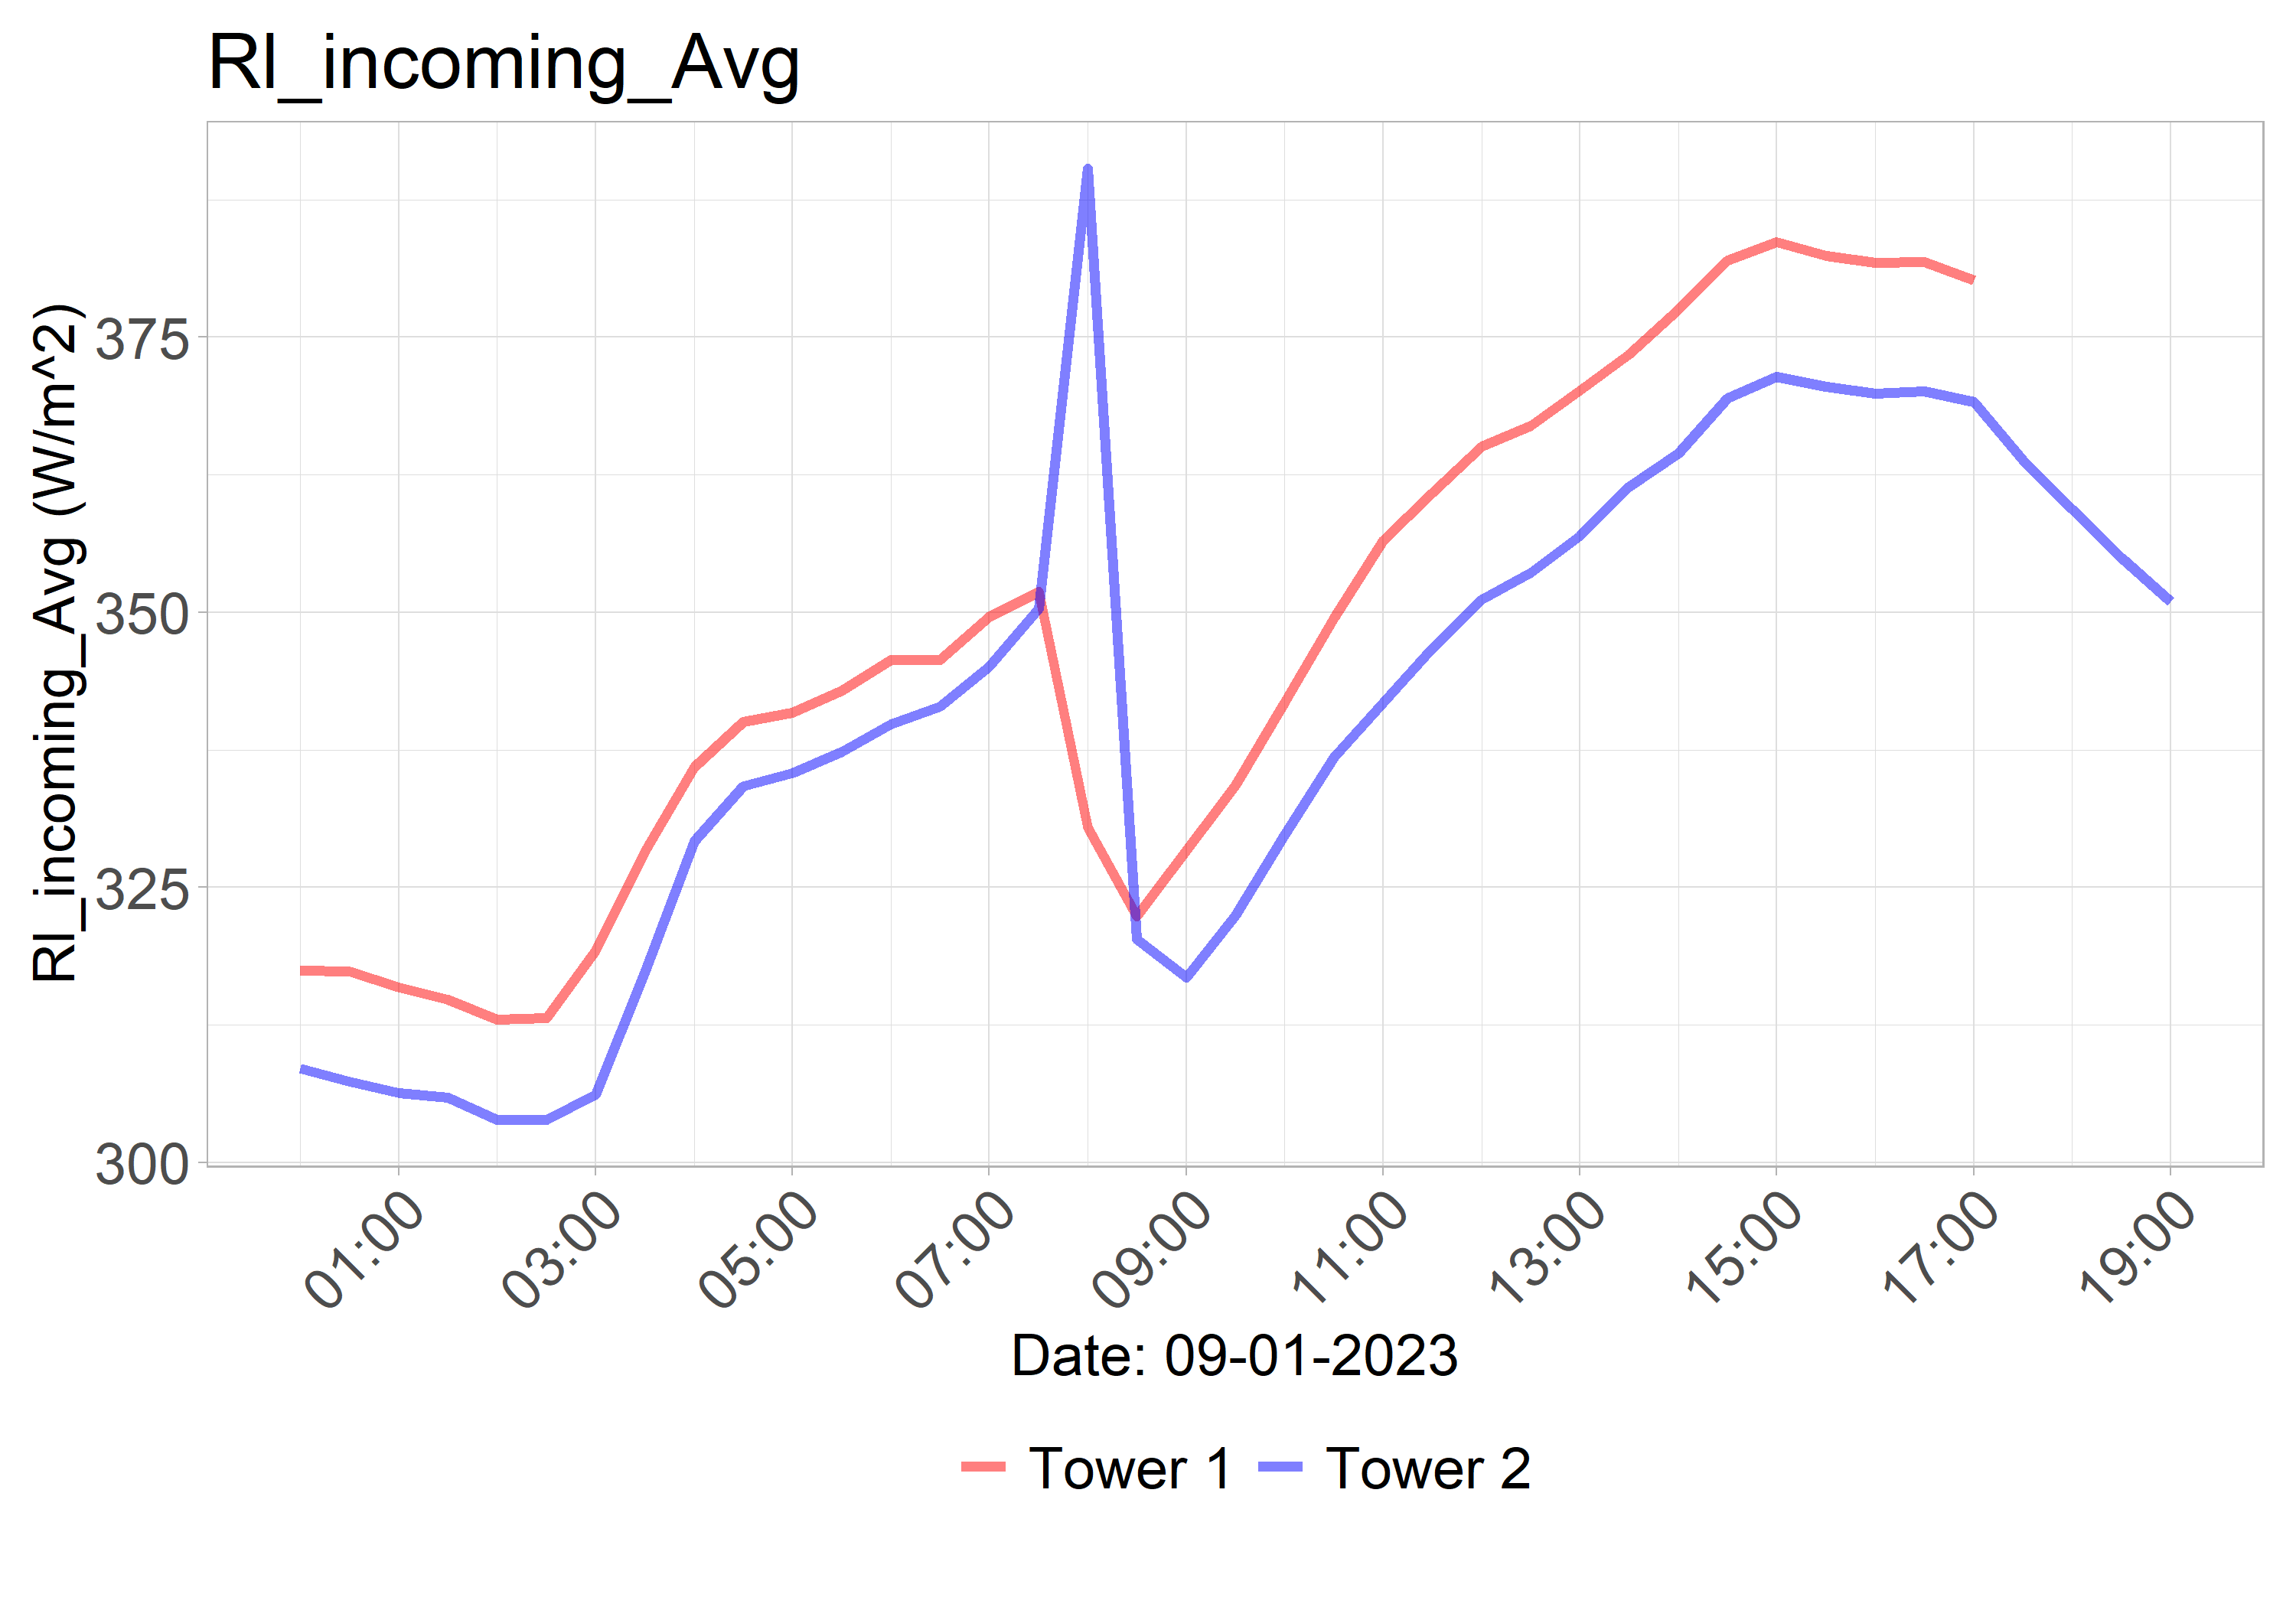 Rl_incoming_Avg
Rl_incoming_Avg (W/m^2)
375
350
325
300
01:00 03:00 05:00 07:00 09:00 11:00 13:00 15:00 17:00 19:00
Date: 09-01-2023
Tower 1 Tower 2